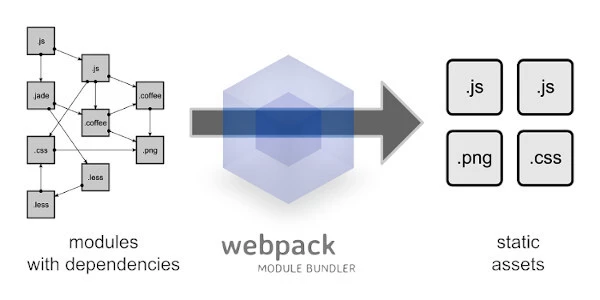 .js
.js
.jade
.coffee
.coffee
.css
.png
.less
.less
modules
with dependencies
webpack
MODULE BUNDLER
.js
.js
.png
.css
static
assets